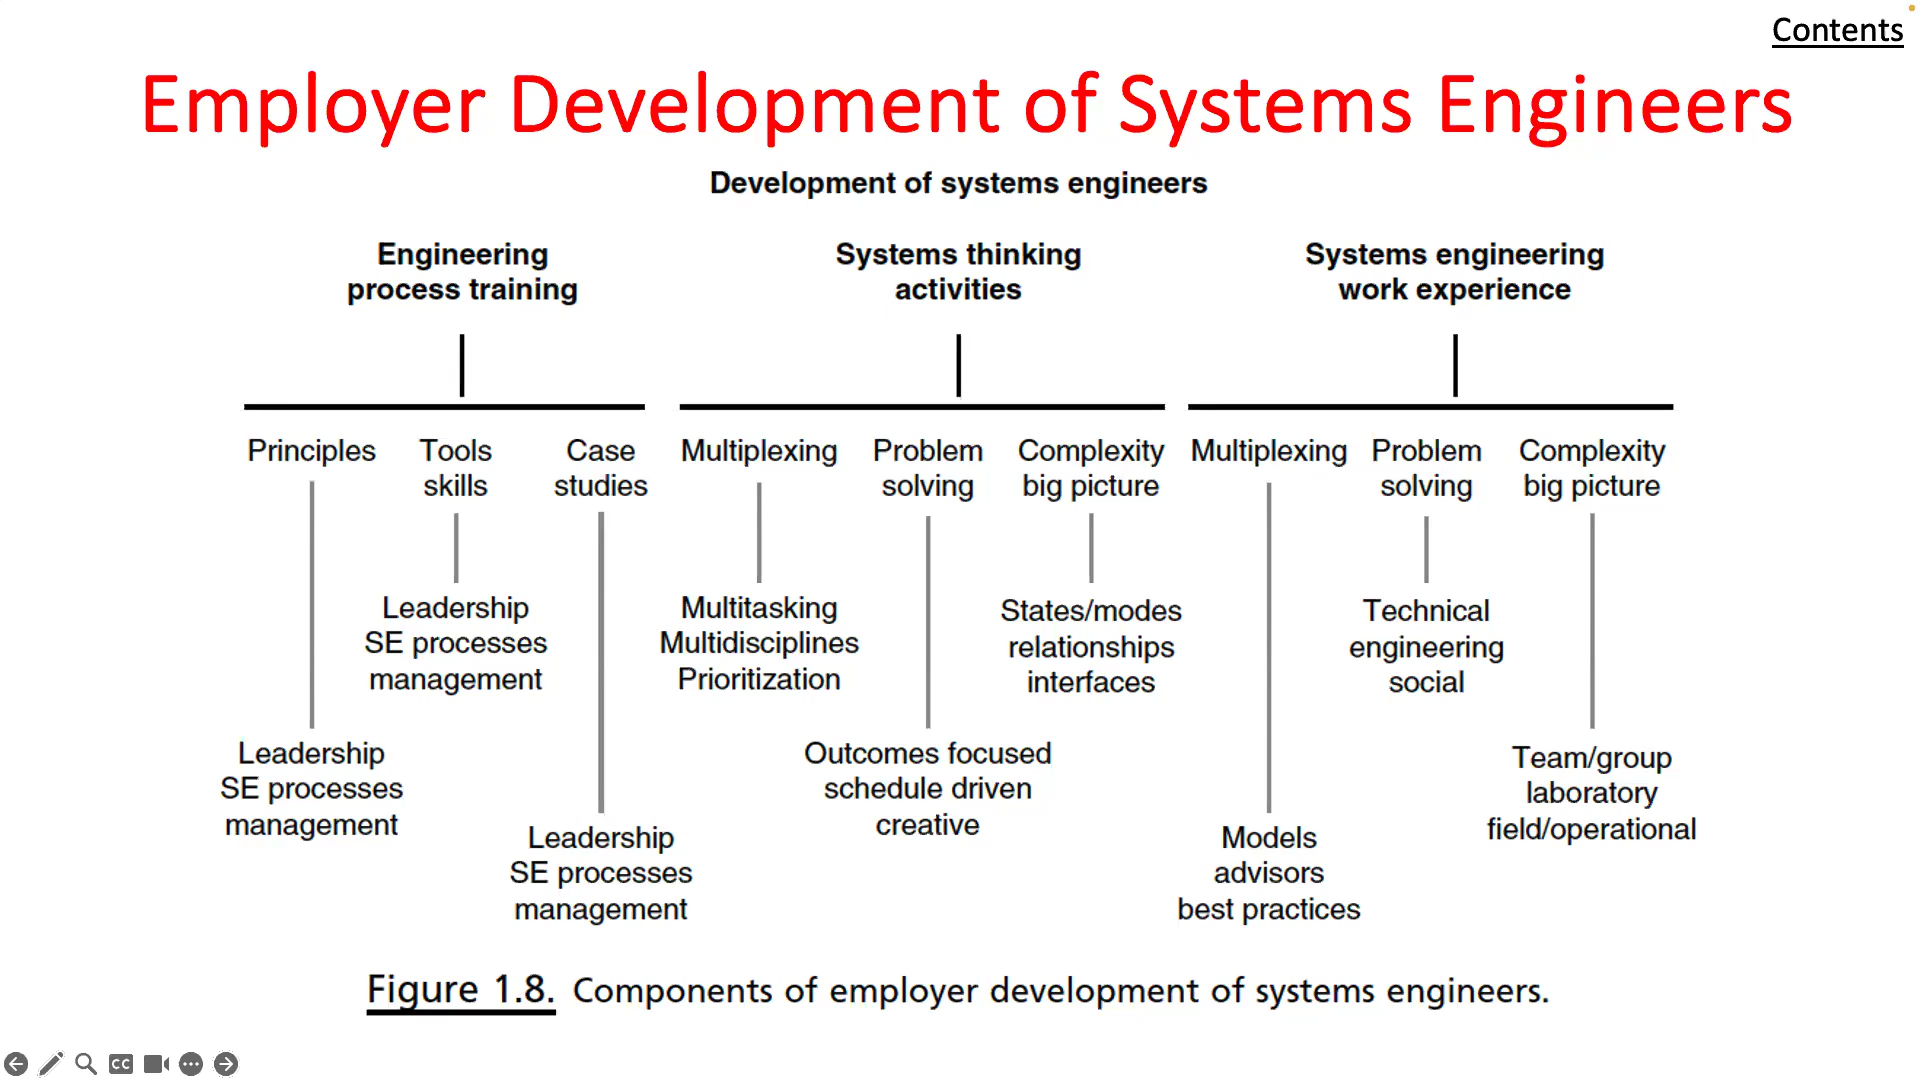 Contents
Employer Development of Systems Engineers
Development of systems engineers
Engineering
process training
Systems thinking
activities
Systems engineering
work experience
Principles
Tools
skills
Case
studies
Multiplexing
Problem
solving
Complexity
big picture
Multiplexing
Problem
solving
Complexity
big picture
Leadership
SE processes
management
Leadership
SE processes
management
Leadership
SE processes
management
Multitasking
Multidisciplines
Prioritization
Outcomes focused
schedule driven
creative
States/modes
relationships
interfaces
Models
advisors
best practices
Technical
engineering
social
Team/group
laboratory
field/operational
Figure 1.8. Components of employer development of systems engineers.
CC